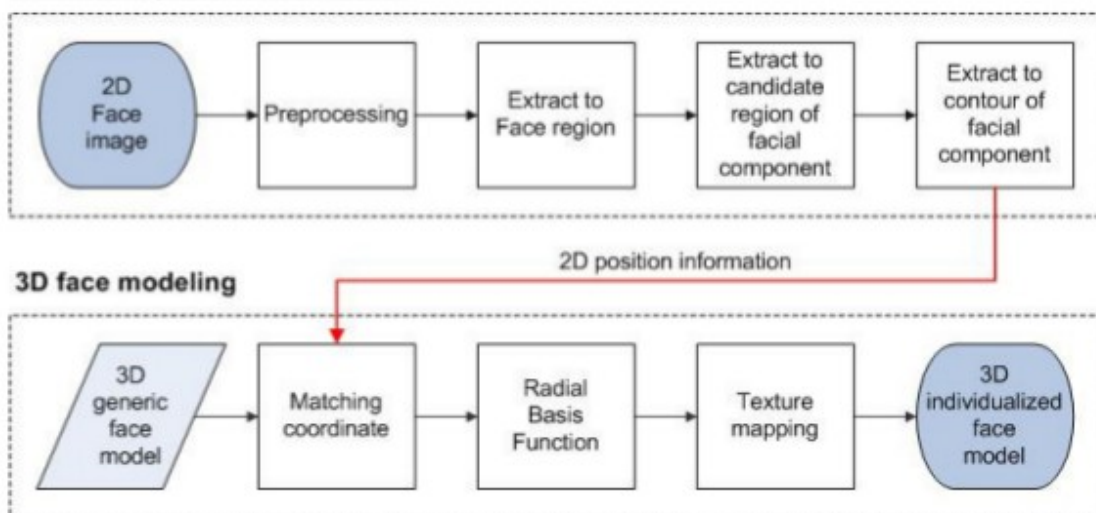 2D
Face
image
Preprocessing
Extract to
Face region
Extract to
candidate
region of
facial
component
Extract to
contour of
facial
component
2D position information
3D face modeling
3D
generic
face
model
Matching
coordinate
Radial
Basis
Function
Texture
mapping
3D
individualized
face
model